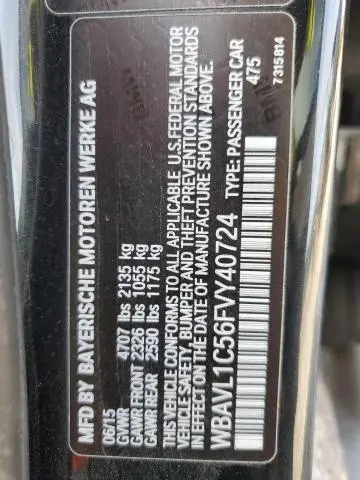 MFD BY BAYERISCHE MOTOREN WERKE AG
06/15
GVWR 4707 lbs 2135 kg
GAWR FRONT 2326 lbs 1055 kg
GAWR REAR 2590 lbs 1175 kg
THIS VEHICLE CONFORMS TO ALL APPLICABLE U.S. FEDERAL MOTOR
VEHICLE SAFETY, BUMPER AND THEFT PREVENTION STANDARDS
IN EFFECT ON THE DATE OF MANUFACTURE SHOWN ABOVE.
WBAVL1C56FVY40724 TYPE: PASSENGER CAR
475
7315814